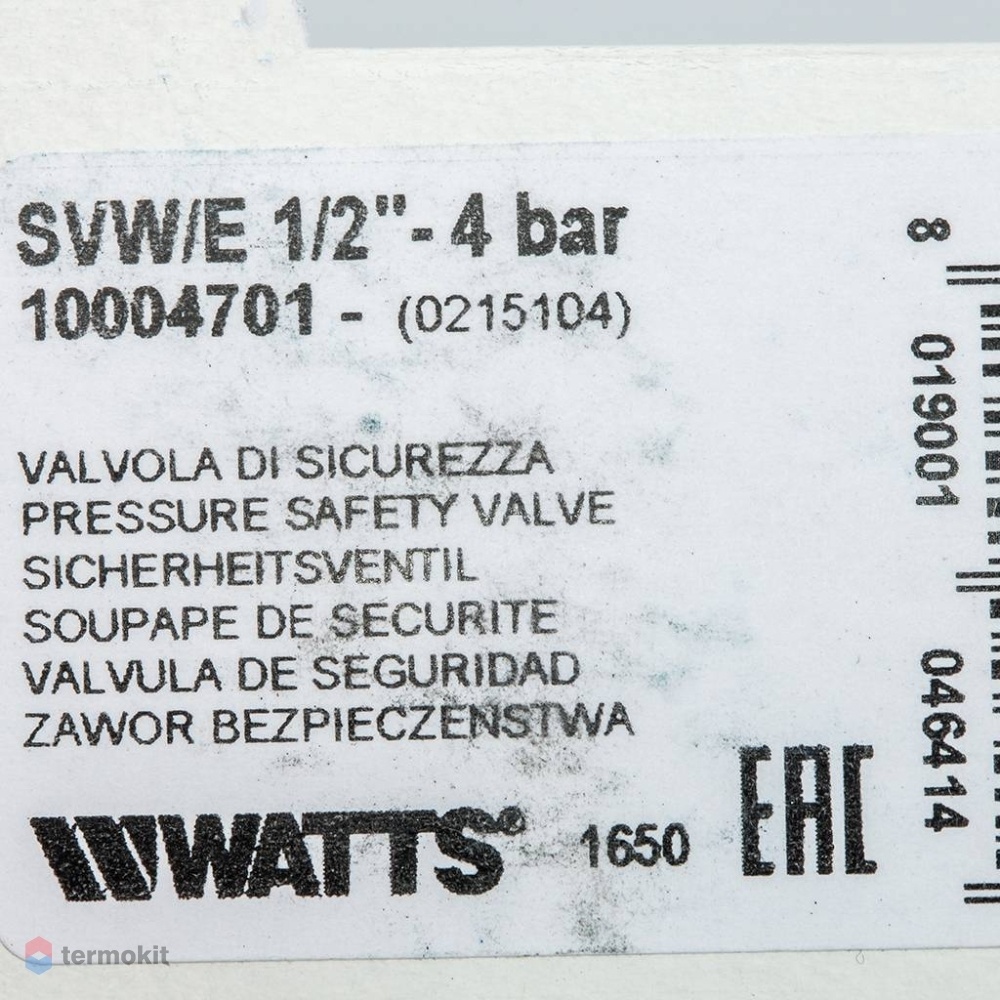 SVW/E 1/2" - 4 bar
10004701 - (0215104)
VALVOLA DI SICUREZZA
PRESSURE SAFETY VALVE
SICHERHEITSVENTIL
SOUPAPE DE SECURITE
VALVULA DE SEGURIDAD
ZAWOR BEZPIECZENSTWA
WATTS® 1650 EAC
8 019001 046414
termokit